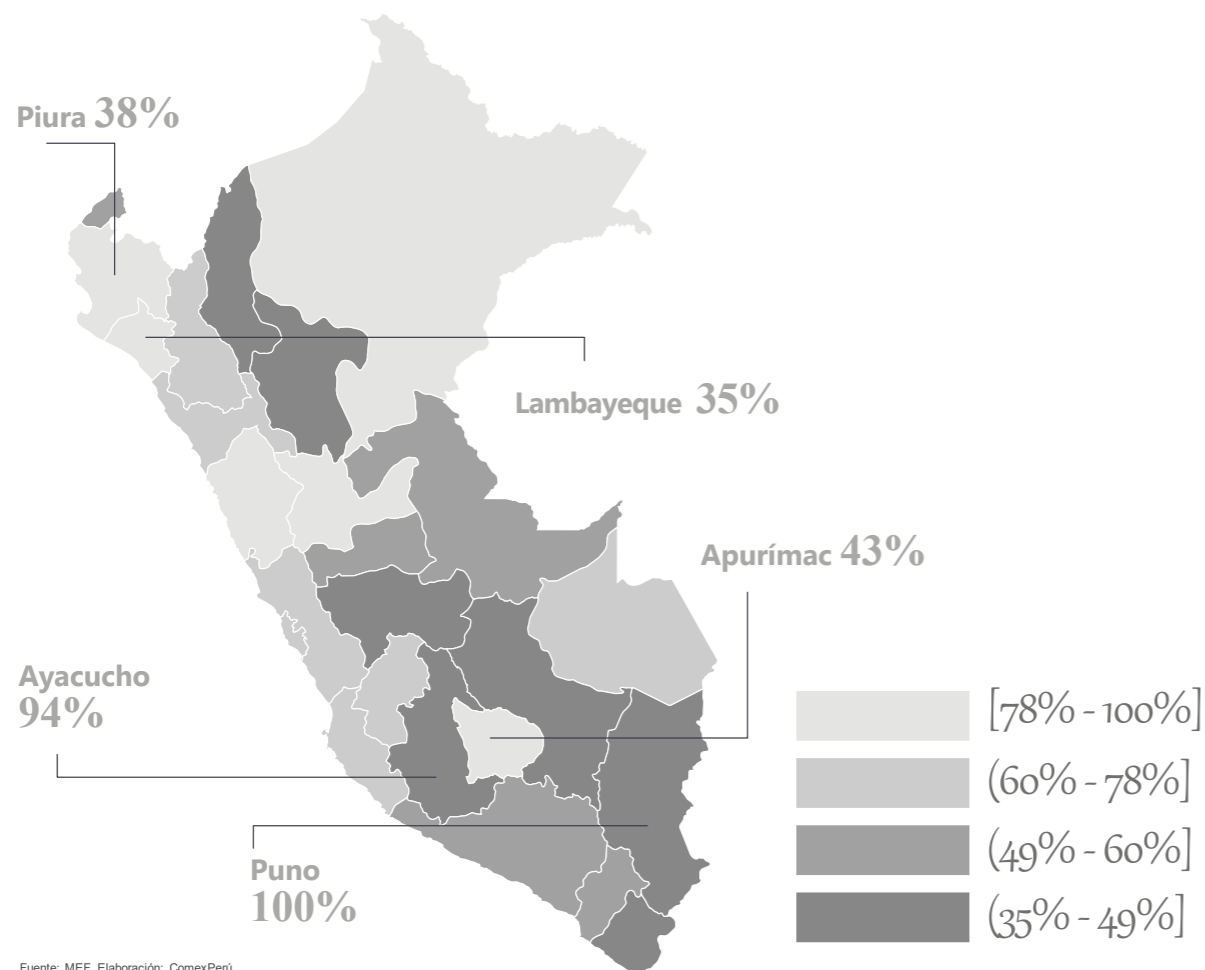 Piura 38%
Lambayeque 35%
Apurímac 43%
Ayacucho
94%
Puno
100%
[78% - 100%]
(60% - 78%]
(49% - 60%]
(35% - 49%]
Fuente: MEF. Elaboración: ComexPerú.